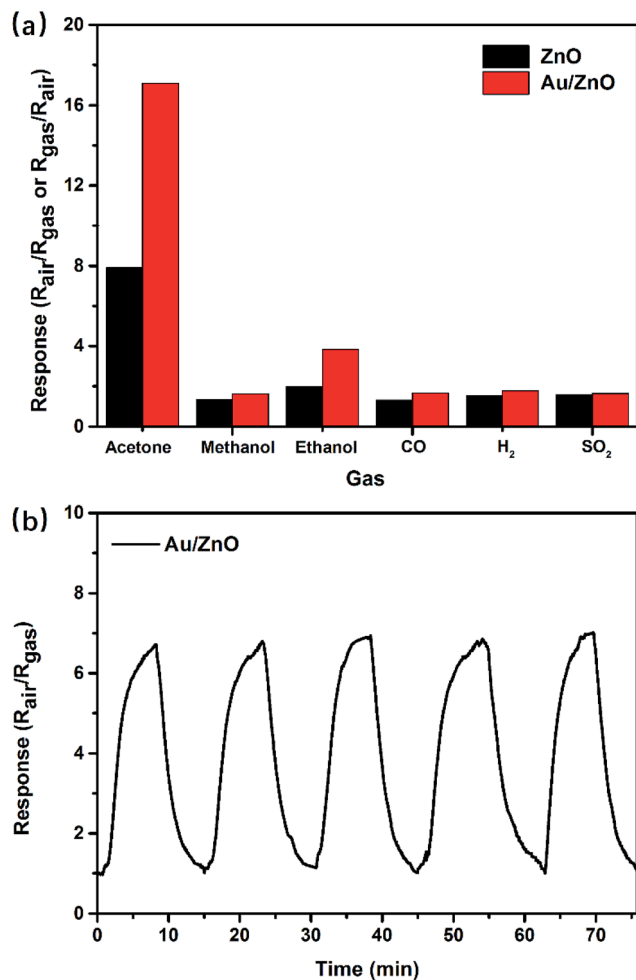 (a)
20
16
12
8
4
0
Response (Rair/Rgas or Rgas/Rair)
ZnO
Au/ZnO
Acetone Methanol Ethanol CO H2 SO2
Gas
(b)
10
8
6
4
2
0
Response (Rair/Rgas)
Au/ZnO
0 10 20 30 40 50 60 70
Time (min)